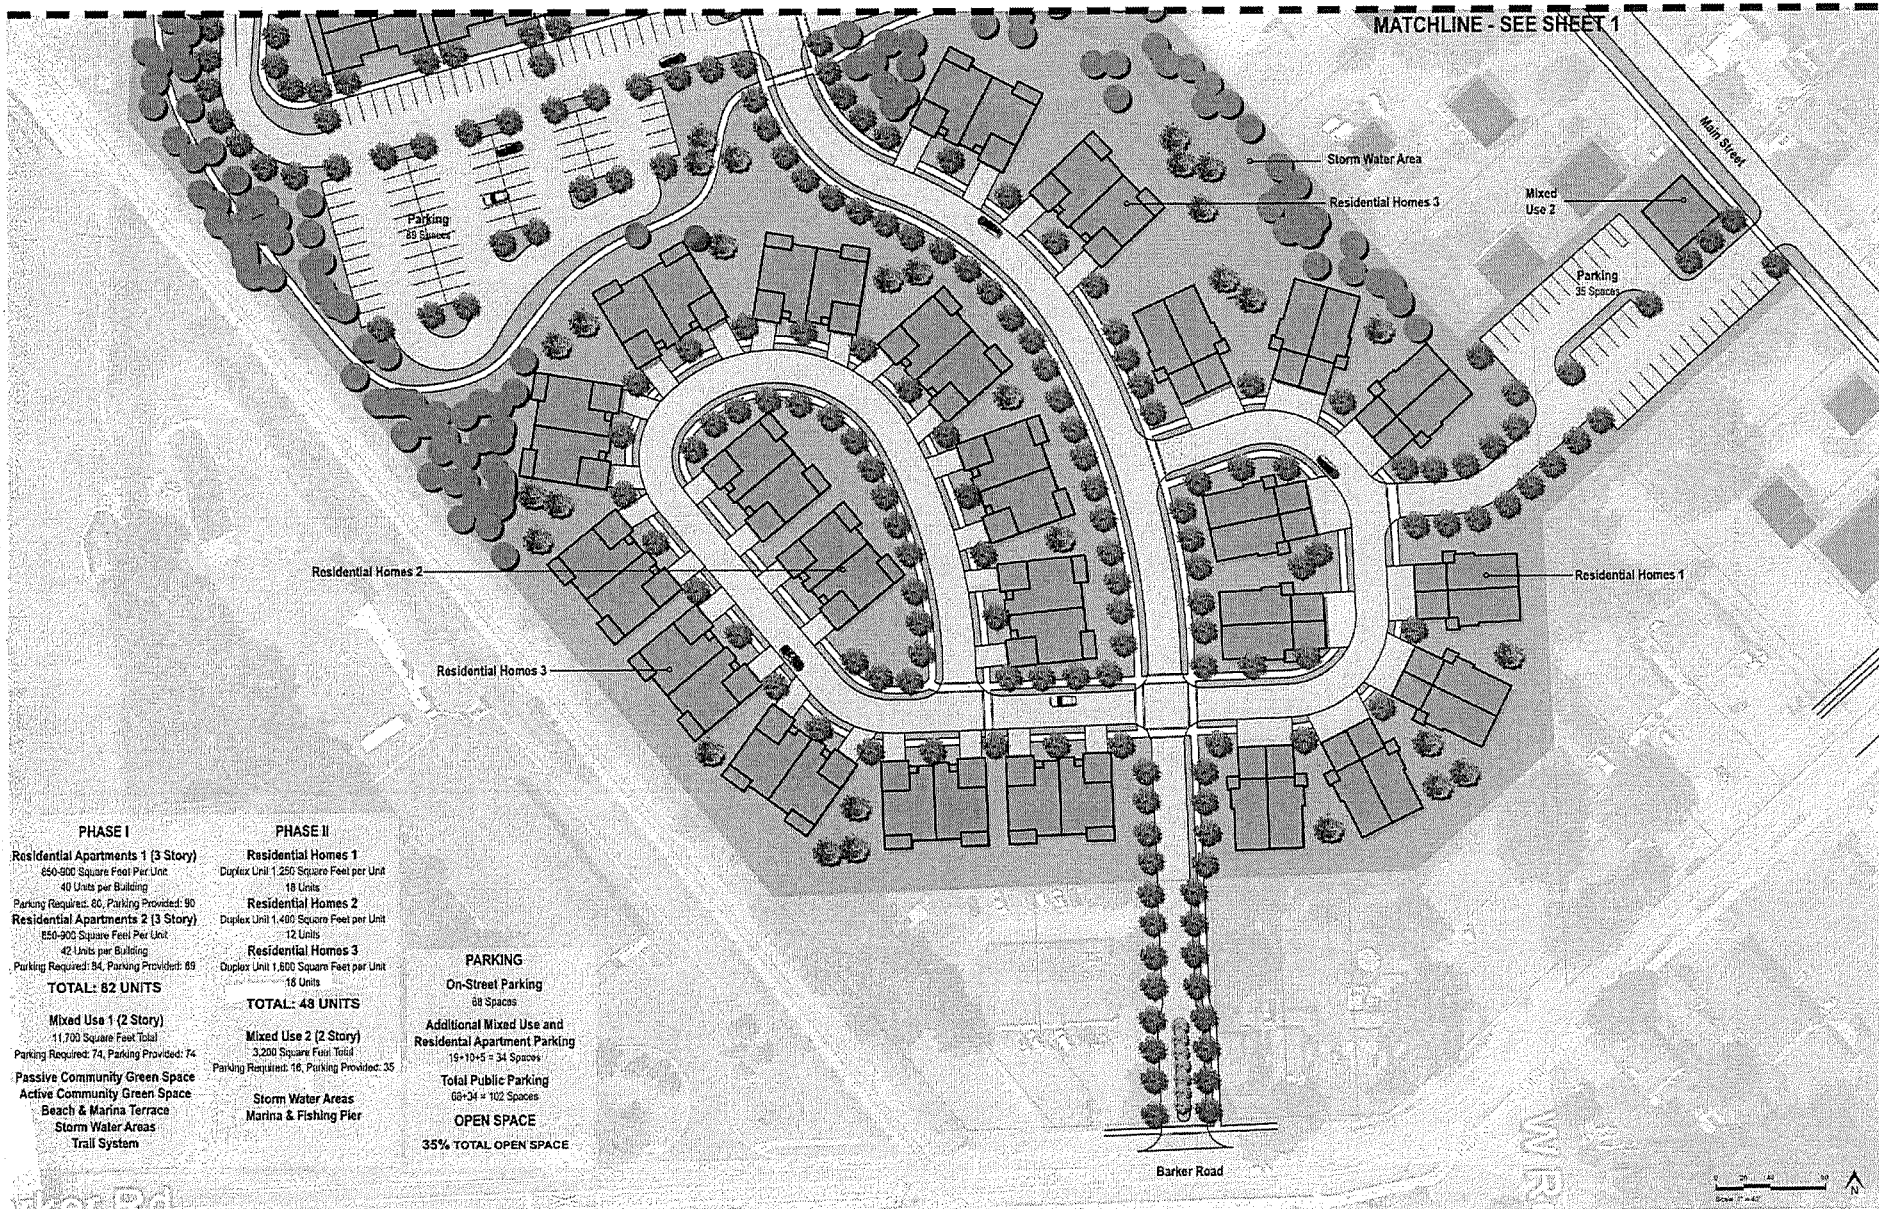 MATCHLINE - SEE SHEET 1
Main Street
Storm Water Area
Residential Homes 3
Mixed
Use 2
Parking
89 Spaces
Parking
35 Spaces
Residential Homes 2
Residential Homes 1
Residential Homes 3
PHASE I
Residential Apartments 1 (3 Story)
850-900 Square Feet Per Unit
40 Units per Building
Parking Required: 80, Parking Provided: 90
Residential Apartments 2 (3 Story)
850-900 Square Feet Per Unit
42 Units per Building
Parking Required: 84, Parking Provided: 89
TOTAL: 82 UNITS
Mixed Use 1 (2 Story)
11,700 Square Feet Total
Parking Required: 74, Parking Provided: 74
Passive Community Green Space
Active Community Green Space
Beach & Marina Terrace
Storm Water Areas
Trail System
PHASE II
Residential Homes 1
Duplex Unit 1,250 Square Feet per Unit
18 Units
Residential Homes 2
Duplex Unit 1,400 Square Feet per Unit
12 Units
Residential Homes 3
Duplex Unit 1,600 Square Feet per Unit
18 Units
TOTAL: 48 UNITS
Mixed Use 2 (2 Story)
3,200 Square Feet Total
Parking Required: 16, Parking Provided: 35
Storm Water Areas
Marina & Fishing Pier
PARKING
On-Street Parking
68 Spaces
Additional Mixed Use and
Residental Apartment Parking
19+10+5 = 34 Spaces
Total Public Parking
68+34 = 102 Spaces
OPEN SPACE
35% TOTAL OPEN SPACE
Barker Road
N